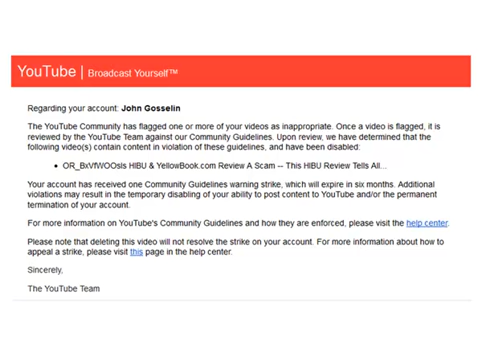 YouTube | Broadcast Yourself™
Regarding your account: John Gosselin
The YouTube Community has flagged one or more of your videos as inappropriate. Once a video is flagged, it is
reviewed by the YouTube Team against our Community Guidelines. Upon review, we have determined that the
following video(s) contain content in violation of these guidelines, and have been disabled:
• OR_BxVfWOOsIs HIBU & YellowBook.com Review A Scam -- This HIBU Review Tells All...
Your account has received one Community Guidelines warning strike, which will expire in six months. Additional
violations may result in the temporary disabling of your ability to post content to YouTube and/or the permanent
termination of your account.
For more information on YouTube's Community Guidelines and how they are enforced, please visit the help center.
Please note that deleting this video will not resolve the strike on your account. For more information about how to
appeal a strike, please visit this page in the help center.
Sincerely,
The YouTube Team